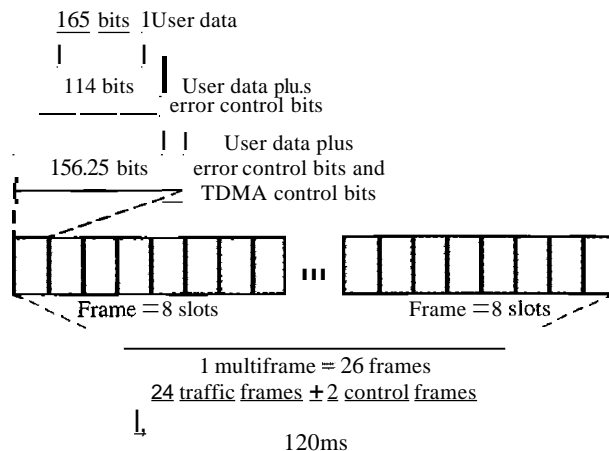 165 bits 1User data
114 bits
User data plu.s
error control bits
User data plus
156.25 bits
error control bits and
TDMA control bits
...
Frame = 8 slots
Frame = 8 slots
1 multiframe = 26 frames
24 traffic frames ± 2 control frames
120ms